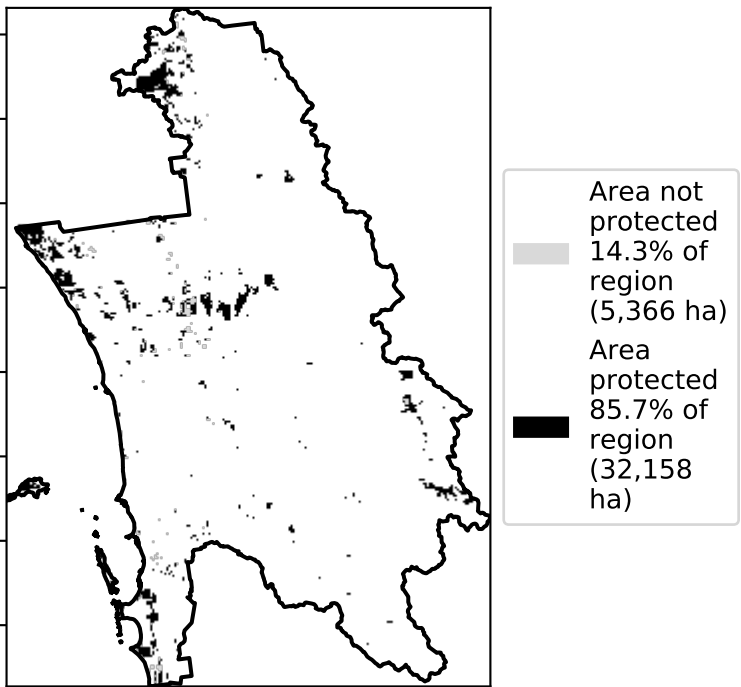 Area not
protected
14.3% of
region
(5,366 ha)
Area
protected
85.7% of
region
(32,158
ha)